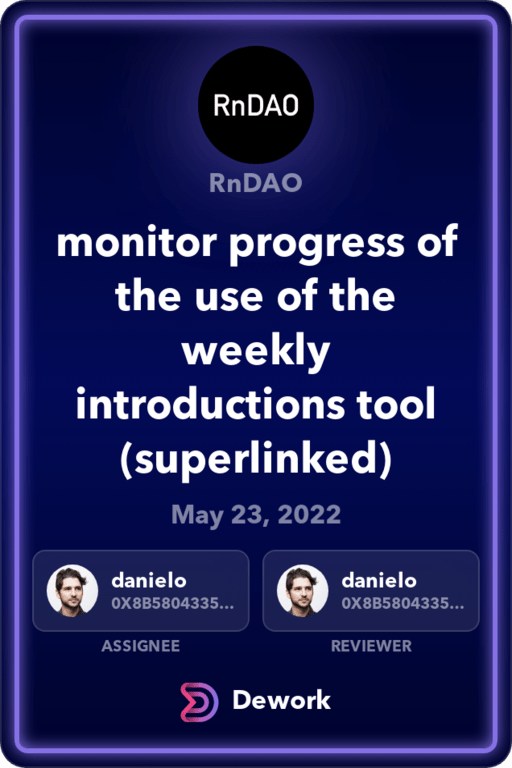 RnDAO
RnDAO
monitor progress of
the use of the
weekly
introductions tool
(superlinked)
May 23, 2022
danielo
0X8B5804335...
ASSIGNEE
danielo
0X8B5804335...
REVIEWER
Dework